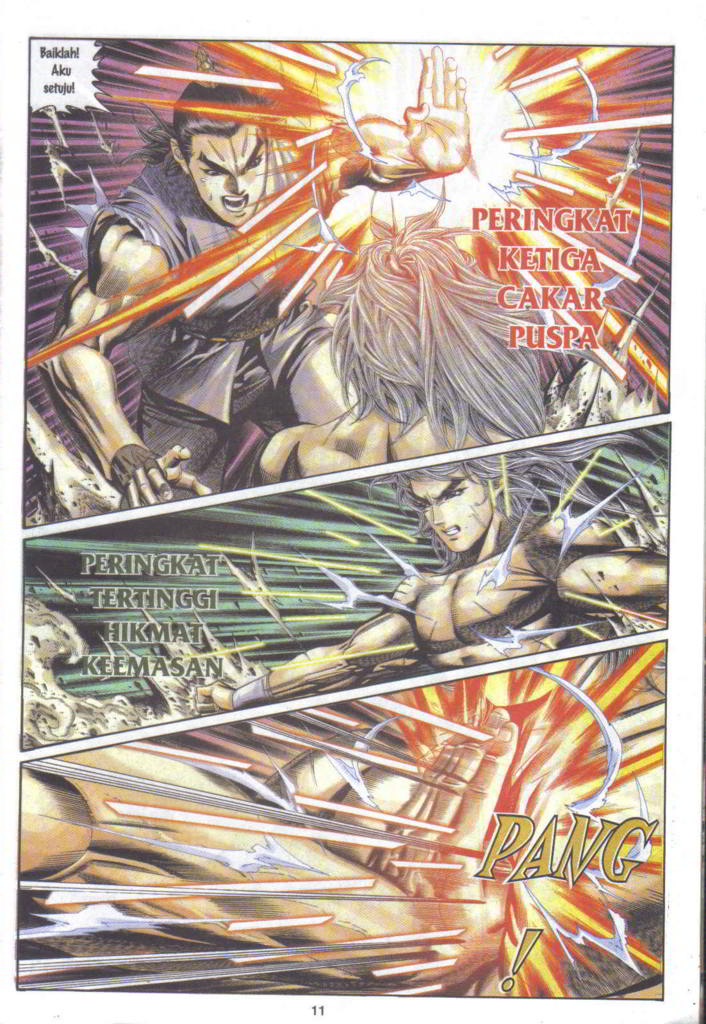 Baiklah!
Aku
setuju!
PERINGKAT
KETIGA
CAKAR
PUSPA
PERINGKAT
TERTINGGI
HIKMAT
KEEMASAN
PANG
!
11